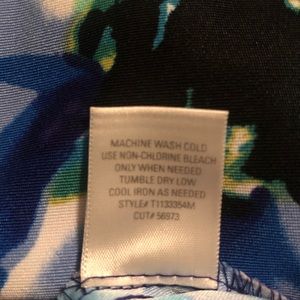 MACHINE WASH COLD
USE NON-CHLORINE BLEACH
ONLY WHEN NEEDED
TUMBLE DRY LOW
COOL IRON AS NEEDED
STYLE# T1133354M
CUT# 56973